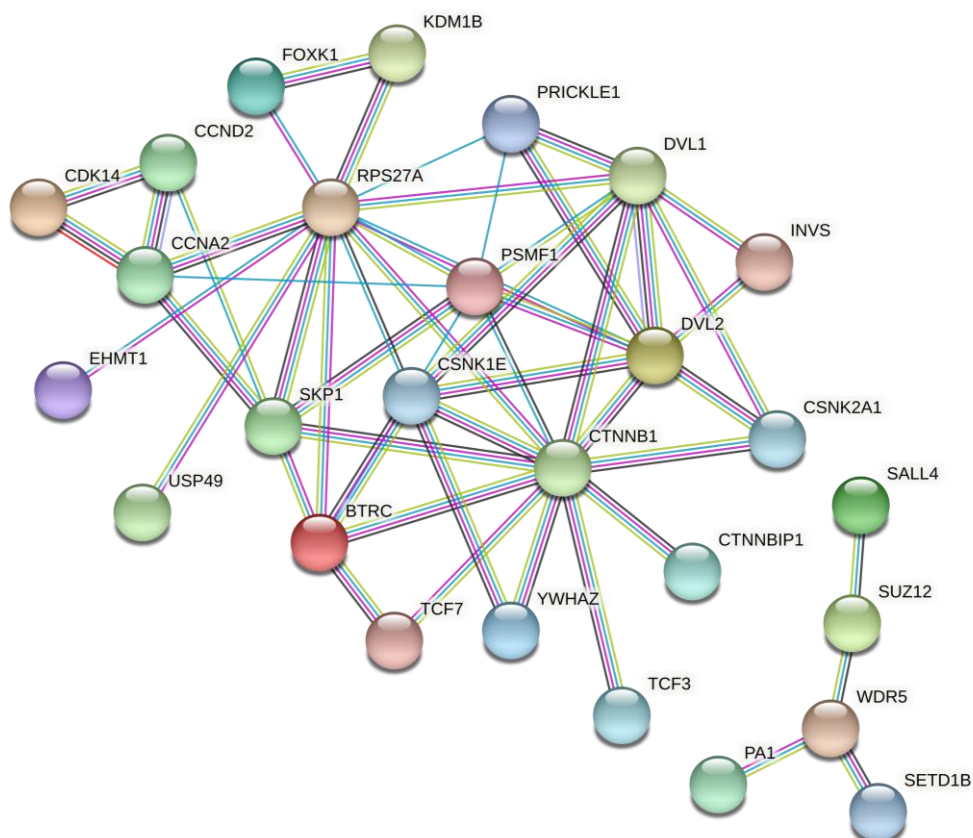 KDM1B
FOXK1
PRICKLE1
CCND2
DVL1
CDK14
RPS27A
INVS
CCNA2
PSMF1
DVL2
EHMT1
CSNK1E
SKP1
CSNK2A1
CTNNB1
SALL4
USP49
BTRC
CTNNBIP1
SUZ12
YWHAZ
TCF7
TCF3
WDR5
PA1
SETD1B